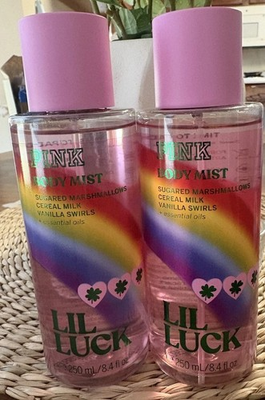 PINK
BODY MIST
SUGARED MARSHMALLOWS
CEREAL MILK
VANILLA SWIRLS
+ essential oils
LIL
LUCK
250 mL/8.4 fl oz
PINK
BODY MIST
SUGARED MARSHMALLOWS
CEREAL MILK
VANILLA SWIRLS
+ essential oils
LIL
LUCK
250 mL/8.4 fl